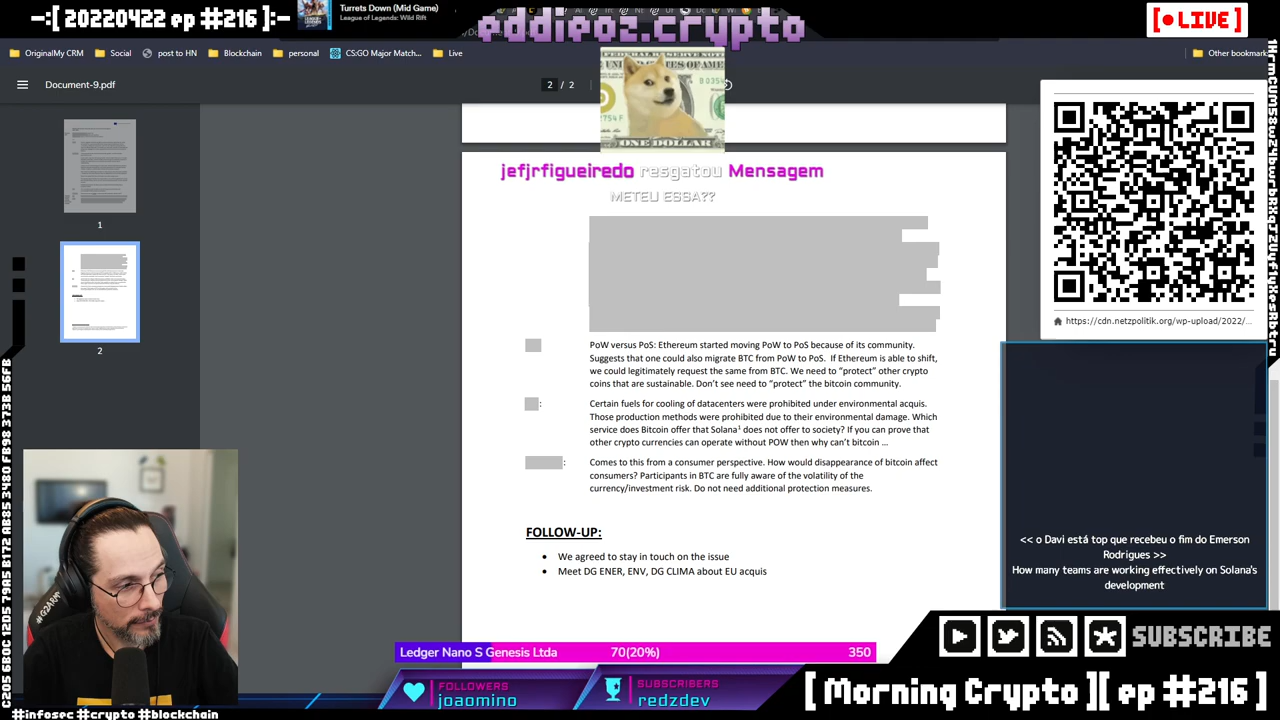 -:[ 20220422 ep #216 ]:-
Turrets Down (Mid Game)
League of Legends: Wild Rift
eddieoz.crypto
[ LIVE ]
OriginalMy CRM
Social
post to HN
Blockchain
personal
CS:GO Major Match...
Live
Other bookmark
Document-9.pdf
2 / 2
ONE DOLLAR
jefjrfigueiredo resgatou Mensagem
METEU ESSA??
1
2
https://cdn.netzpolitik.org/wp-upload/2022/...
PoW versus PoS: Ethereum started moving PoW to PoS because of its community.
Suggests that one could also migrate BTC from PoW to PoS. If Ethereum is able to shift,
we could legitimately request the same from BTC. We need to “protect” other crypto
coins that are sustainable. Don’t see need to “protect” the bitcoin community.
: Certain fuels for cooling of datacenters were prohibited under environmental acquis.
Those production methods were prohibited due to their environmental damage. Which
service does Bitcoin offer that Solana¹ does not offer to society? If you can prove that
other crypto currencies can operate without POW then why can’t bitcoin ...
: Comes to this from a consumer perspective. How would disappearance of bitcoin affect
consumers? Participants in BTC are fully aware of the volatility of the
currency/investment risk. Do not need additional protection measures.
FOLLOW-UP:
• We agreed to stay in touch on the issue
• Meet DG ENER, ENV, DG CLIMA about EU acquis
<< o Davi está top que recebeu o fim do Emerson
Rodrigues >>
How many teams are working effectively on Solana's
development
Ledger Nano S Genesis Ltda 70(20%) 350
SUBSCRIBE
FOLLOWERS
joaomino
SUBSCRIBERS
redzdev
[ Morning Crypto ][ ep #216 ]
#infosec #crypto #blockchain